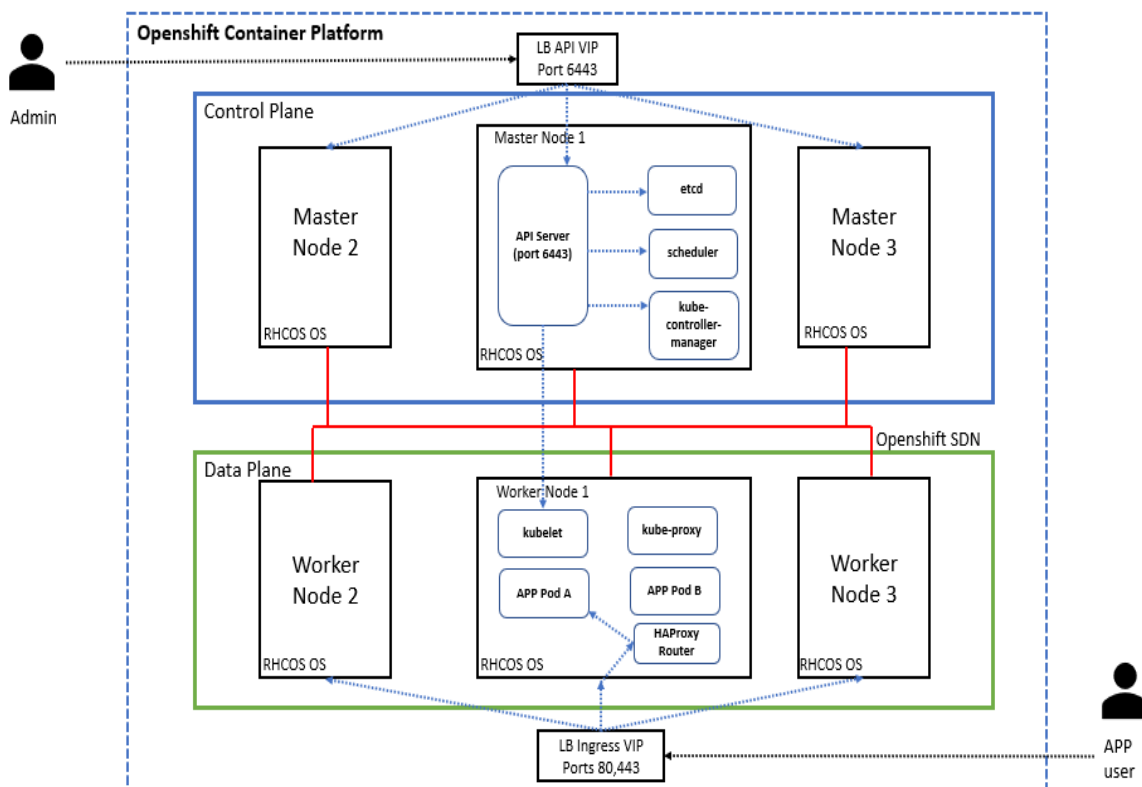 Openshift Container Platform
LB API VIP
Port 6443
Admin
Control Plane
Master Node 1
Master
Node 2
RHCOS OS
API Server
(port 6443)
etcd
scheduler
kube-
controller-
manager
RHCOS OS
Master
Node 3
RHCOS OS
Openshift SDN
Data Plane
Worker Node 1
Worker
Node 2
RHCOS OS
kubelet
kube-proxy
APP Pod A
APP Pod B
HAProxy
Router
RHCOS OS
Worker
Node 3
RHCOS OS
LB Ingress VIP
Ports 80,443
APP
user